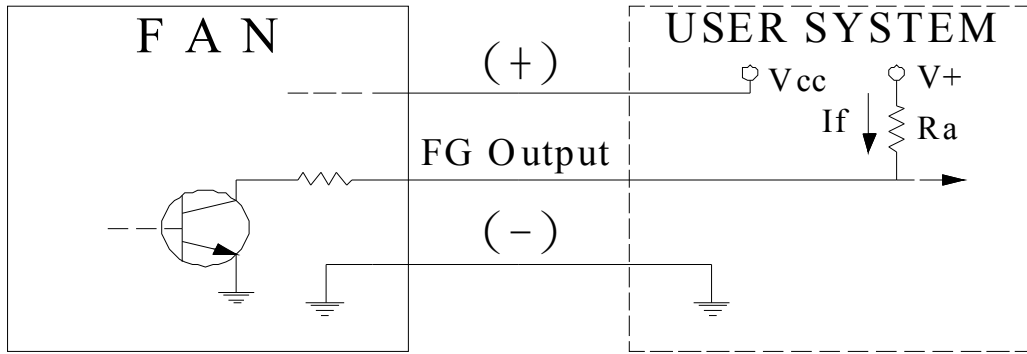 F A N
USER SYSTEM
(+)
Vcc
V+
If
Ra
FG Output
(-)